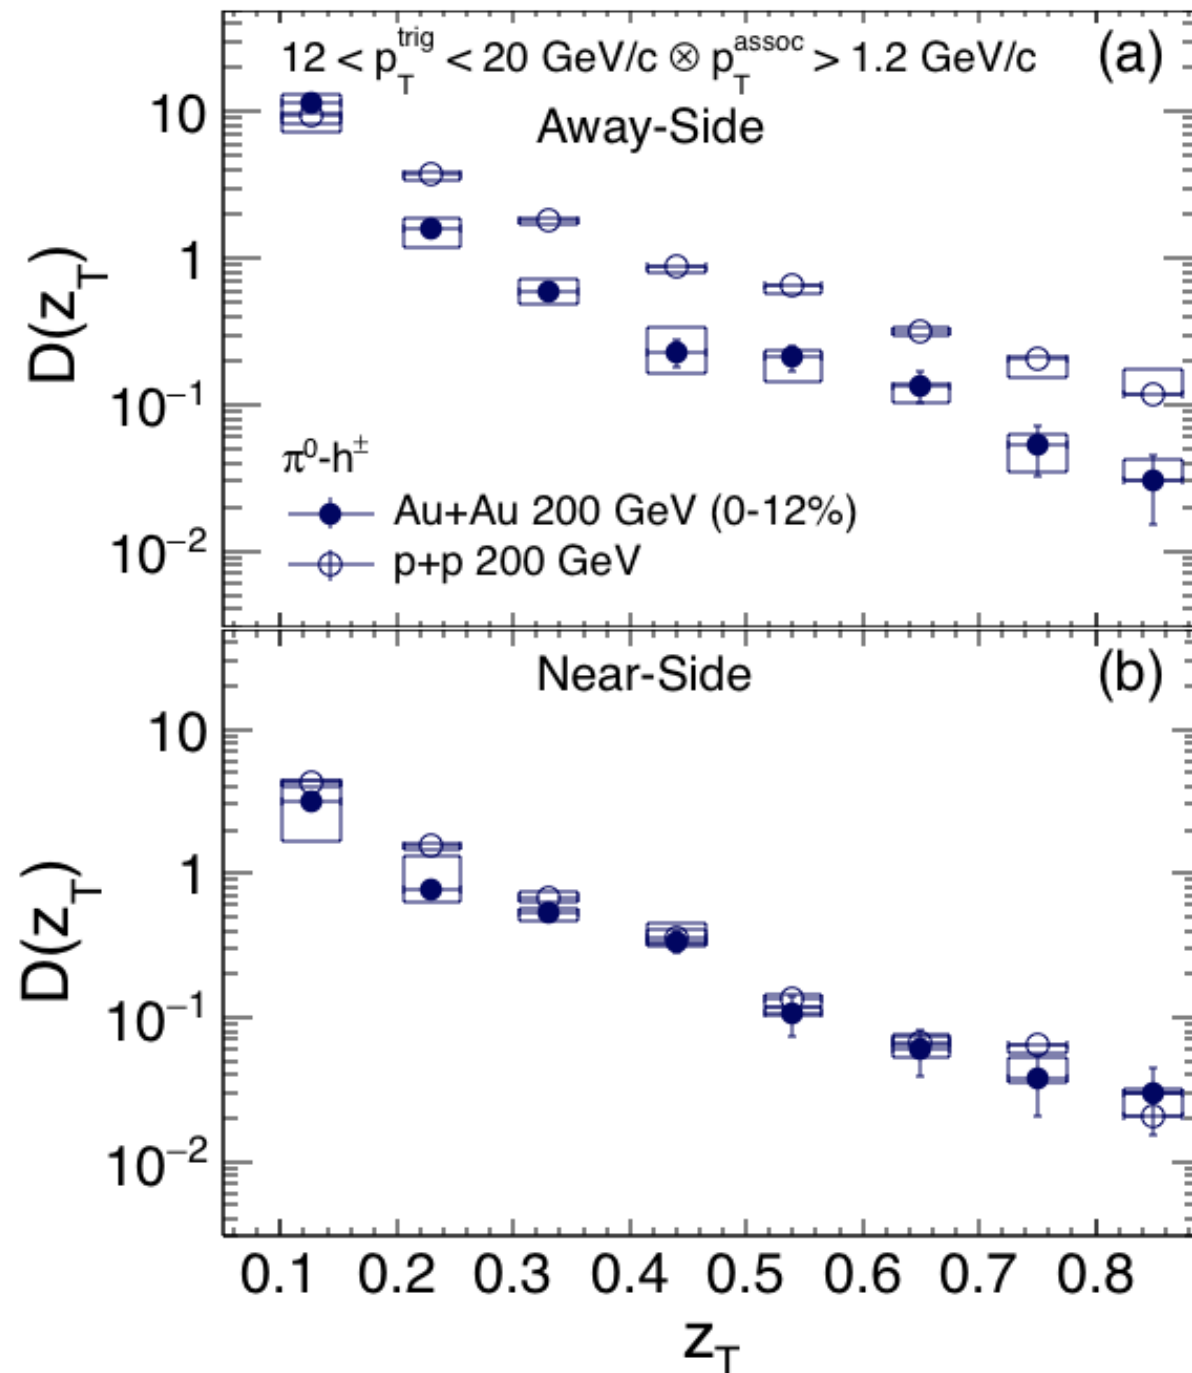 12 < p_T^trig < 20 GeV/c ⊗ p_T^assoc > 1.2 GeV/c
(a)
Away-Side
10
1
10⁻¹
10⁻²
D(z_T)
π⁰-h±
Au+Au 200 GeV (0-12%)
p+p 200 GeV
Near-Side
(b)
10
1
10⁻¹
10⁻²
D(z_T)
0.1 0.2 0.3 0.4 0.5 0.6 0.7 0.8
z_T